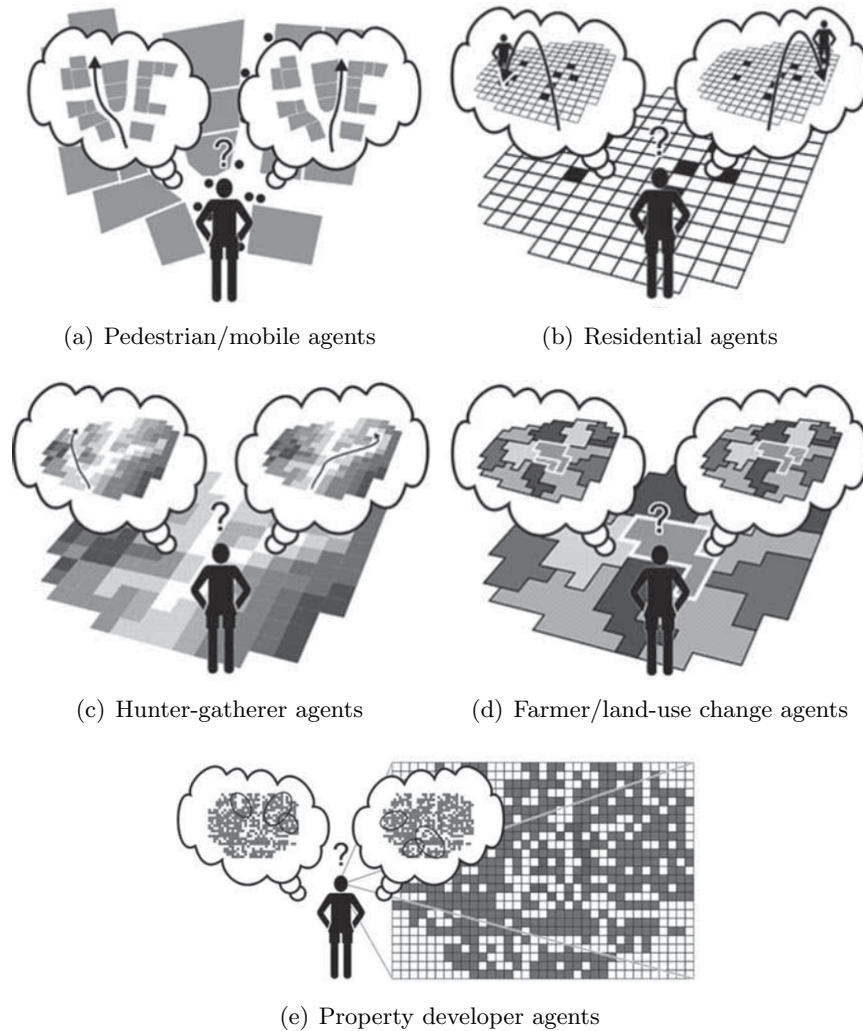 ?
?
(a) Pedestrian/mobile agents
(b) Residential agents
?
?
(c) Hunter-gatherer agents
(d) Farmer/land-use change agents
?
(e) Property developer agents